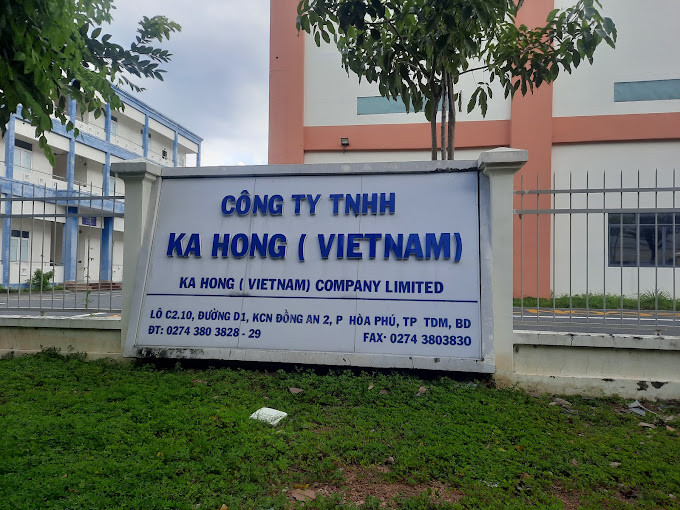 CÔNG TY TNHH
KA HONG ( VIETNAM)
KA HONG ( VIETNAM) COMPANY LIMITED
LÔ C2.10, ĐƯỜNG D1, KCN ĐỒNG AN 2, P HÒA PHÚ, TP TDM, BD
ĐT: 0274 380 3828 - 29 FAX· 0274 3803830